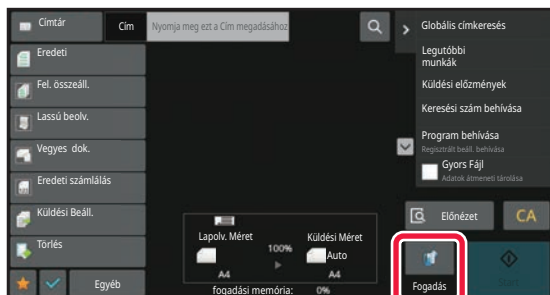 Címtár
Cím
Nyomja meg ezt a Cím megadásához
Eredeti
Fel. összeáll.
Lassú beolv.
Vegyes dok.
Eredeti számlálás
Küldési Beáll.
Törlés
Egyéb
Lapolv. Méret
100%
Küldési Méret
Auto
A4
A4
fogadási memória:
0%
Globális címkeresés
Legutóbbi
munkák
Küldési előzmények
Keresési szám behívása
Program behívása
Regisztrált beáll. behívása
Gyors Fájl
Adatok átmeneti tárolása
Előnézet
CA
Fogadás
Start